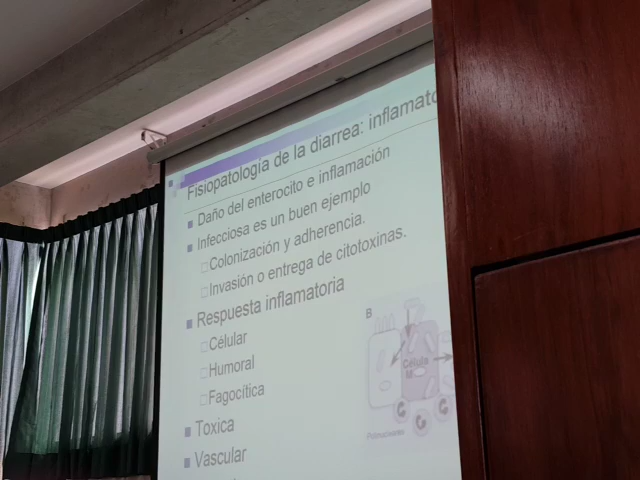 Fisiopatología de la diarrea: inflamato
Daño del enterocito e inflamación
Infecciosa es un buen ejemplo
Colonización y adherencia.
Invasión o entrega de citotoxinas.
Respuesta inflamatoria
Célular
Humoral
Fagocítica
Toxica
Vascular
B
Célula
M